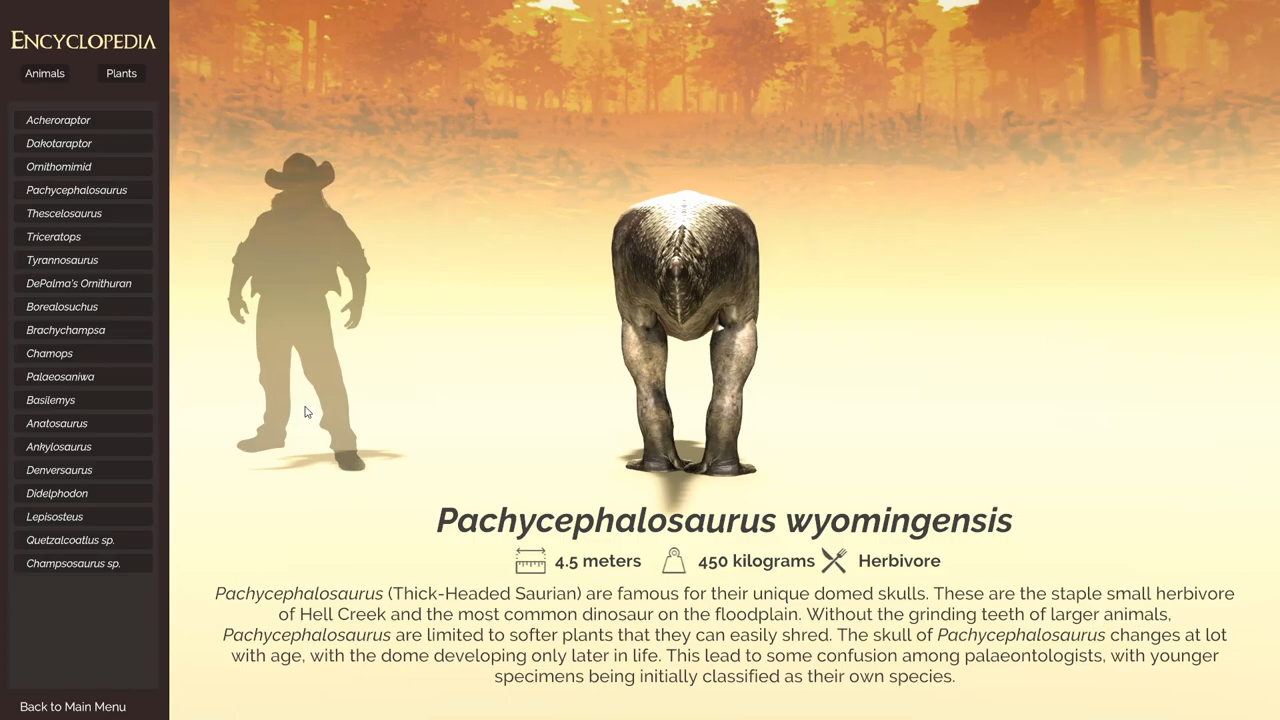 Encyclopedia
Animals
Plants
Acheroraptor
Dakotaraptor
Ornithomimid
Pachycephalosaurus
Thescelosaurus
Triceratops
Tyrannosaurus
DePalma's Ornithuran
Borealosuchus
Brachychampsa
Chamops
Palaeosaniwa
Basilemys
Anatosaurus
Ankylosaurus
Denversaurus
Didelphodon
Lepisosteus
Quetzalcoatlus sp.
Champsosaurus sp.
Back to Main Menu
Pachycephalosaurus wyomingensis
4.5 meters 450 kilograms Herbivore
Pachycephalosaurus (Thick-Headed Saurian) are famous for their unique domed skulls. These are the staple small herbivore
of Hell Creek and the most common dinosaur on the floodplain. Without the grinding teeth of larger animals,
Pachycephalosaurus are limited to softer plants that they can easily shred. The skull of Pachycephalosaurus changes at lot
with age, with the dome developing only later in life. This lead to some confusion among palaeontologists, with younger
specimens being initially classified as their own species.